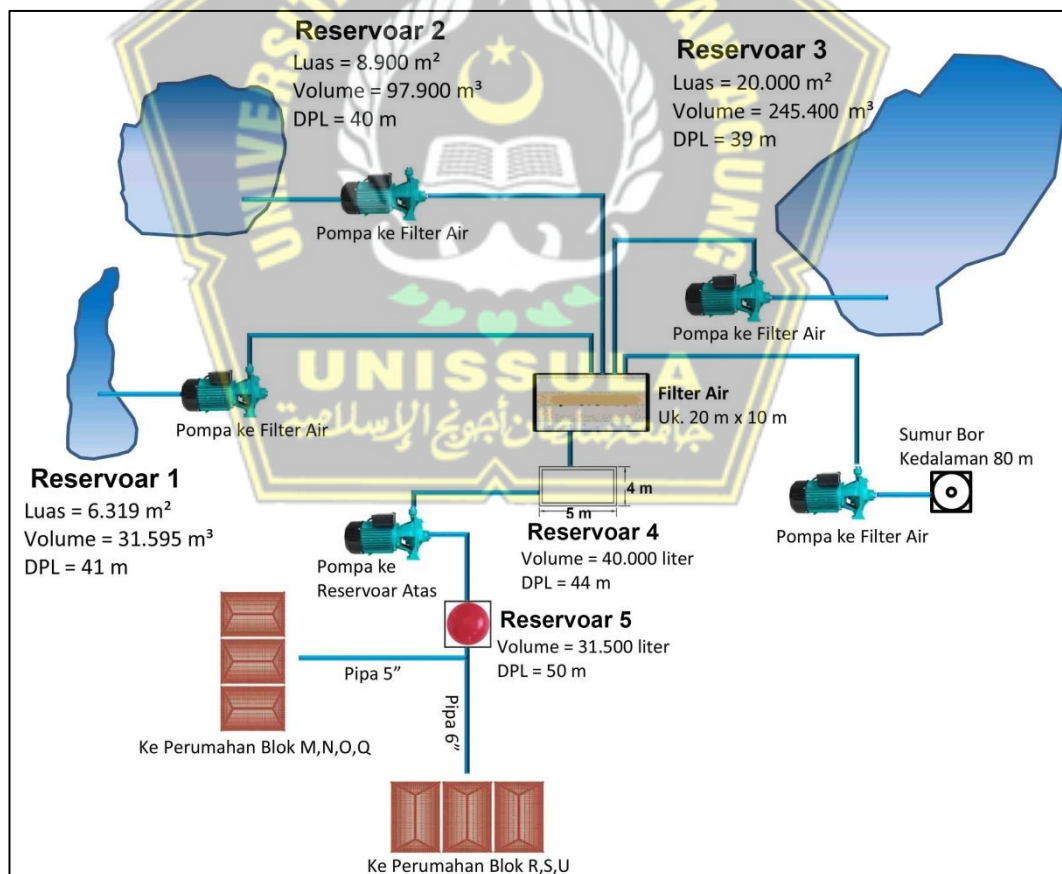 Reservoar 2
Luas = 8.900 m²
Volume = 97.900 m³
DPL = 40 m
Reservoar 3
Luas = 20.000 m²
Volume = 245.400 m³
DPL = 39 m
Pompa ke Filter Air
Pompa ke Filter Air
UNISSULA
جامعة سلطان أجونج الإسلامية
Pompa ke Filter Air
Filter Air
Uk. 20 m x 10 m
Sumur Bor
Kedalaman 80 m
Pompa ke Filter Air
Reservoar 1
Luas = 6.319 m²
Volume = 31.595 m³
DPL = 41 m
4 m
5 m
Reservoar 4
Volume = 40.000 liter
DPL = 44 m
Pompa ke
Reservoar Atas
Reservoar 5
Volume = 31.500 liter
DPL = 50 m
Pipa 5”
Pipa 6”
Ke Perumahan Blok M,N,O,Q
Ke Perumahan Blok R,S,U